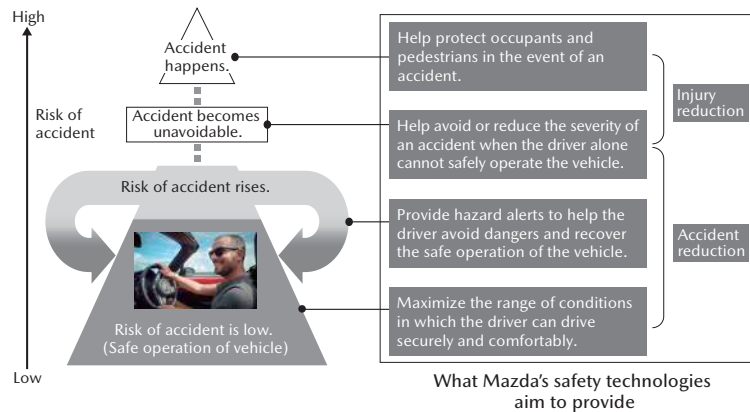 High
Risk of
accident
Low
Accident
happens.
Accident becomes
unavoidable.
Risk of accident rises.
Risk of accident is low.
(Safe operation of vehicle)
Help protect occupants and
pedestrians in the event of an
accident.
Help avoid or reduce the severity of
an accident when the driver alone
cannot safely operate the vehicle.
Provide hazard alerts to help the
driver avoid dangers and recover
the safe operation of the vehicle.
Maximize the range of conditions
in which the driver can drive
securely and comfortably.
Injury
reduction
Accident
reduction
What Mazda's safety technologies
aim to provide